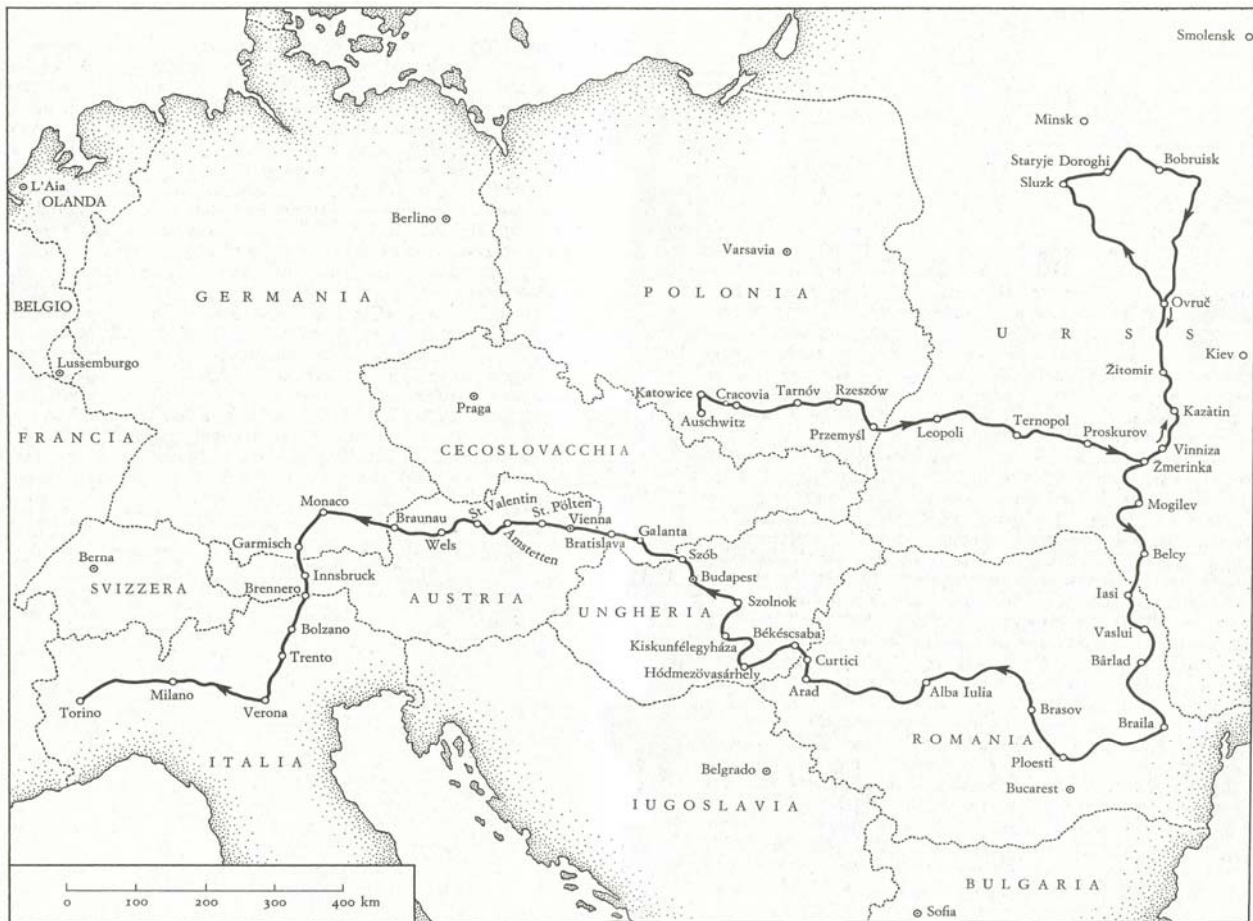 Smolensk
Minsk
Staryje Doroghi
Bobruisk
Sluzk
L'Aia
OLANDA
Berlino
Varsavia
GERMANIA
POLONIA
BELGIO
Ovruč
URSS
Lussemburgo
Kiev
Žitomir
Praga
Katowice
Cracovia
Tarnóv
Rzeszów
Auschwitz
Kazàtin
FRANCIA
Przemyśl
Leopoli
Ternopol
Proskurov
CECOSLOVACCHIA
Vinniza
Žmerinka
Monaco
Braunau
St. Valentin
St. Pölten
Vienna
Mogilev
Garmisch
Wels
Amstetten
Bratislava
Galanta
Berna
Szób
Belcy
SVIZZERA
Innsbruck
Budapest
Brennero
AUSTRIA
UNGHERIA
Szolnok
Iasi
Bolzano
Békéscsaba
Vaslui
Kiskunfélegyháza
Trento
Curtici
Bârlad
Hódmezövasárhely
Milano
Arad
Alba Iulia
Torino
Verona
Brasov
Braila
ROMANIA
ITALIA
Ploesti
Belgrado
Bucarest
IUGOSLAVIA
0 100 200 300 400 km
BULGARIA
Sofia